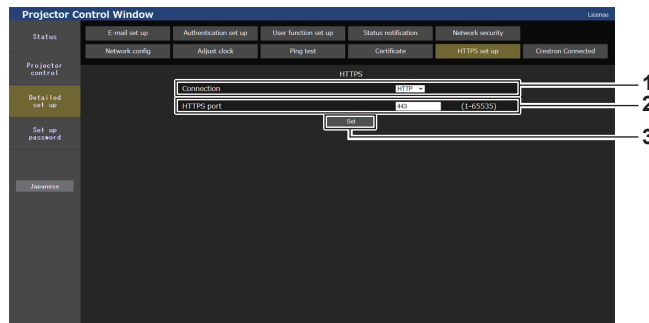 Projector Control Window
License
Status
E-mail set up
Authentication set up
User function set up
Status notification
Network security
Network config
Adjust clock
Ping test
Certificate
HTTPS set up
Crestron Connected
Projector
control
Detailed
set up
Set up
password
Japanese
HTTPS
Connection
HTTP
1
HTTPS port
443
(1-65535)
2
Set
3